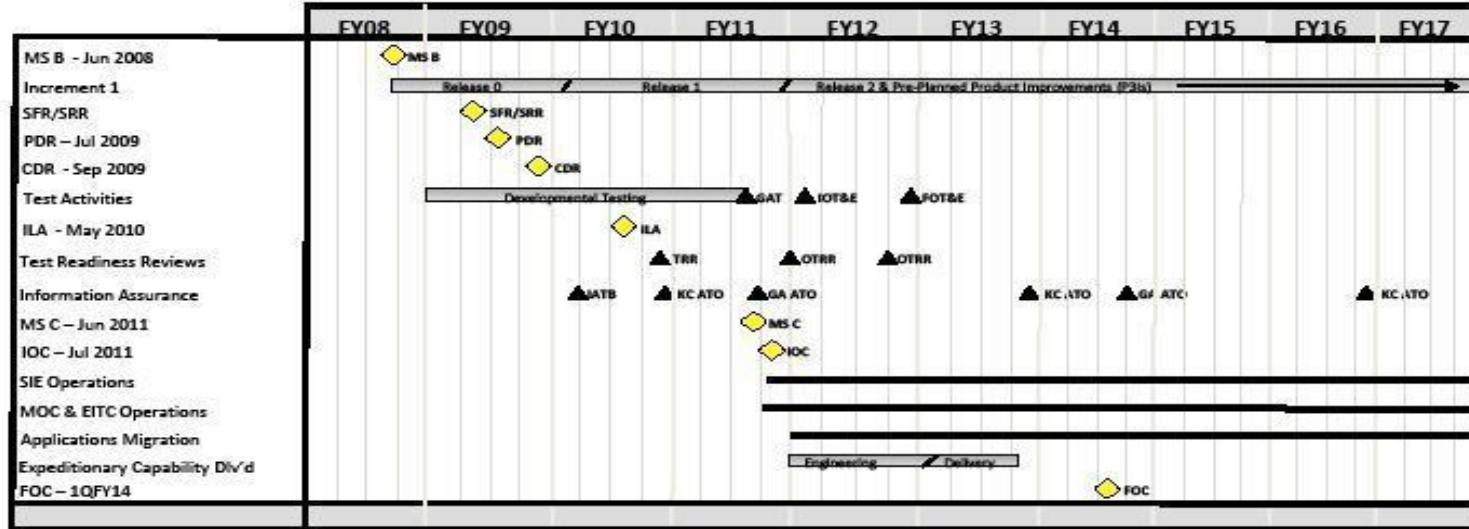 FY08 FY09 FY10 FY11 FY12 FY13 FY14 FY15 FY16 FY17
MS B - Jun 2008 MS B
Increment 1 Release 0 Release 1 Release 2 & Pre-Planned Product Improvements (P3Is)
SFR/SRR SFR/SRR
PDR – Jul 2009 PDR
CDR - Sep 2009 CDR
Test Activities Developmental Testing GAT IOT&E FOT&E
ILA - May 2010 ILA
Test Readiness Reviews TRR OTRR OTRR
Information Assurance IATB KC ATO GA ATO KC ATO GA ATO KC ATO
MS C – Jun 2011 MS C
IOC – Jul 2011 IOC
SIE Operations
MOC & EITC Operations
Applications Migration
Expeditionary Capability Dlv'd Engineering Delivery
FOC – 1QFY14 FOC